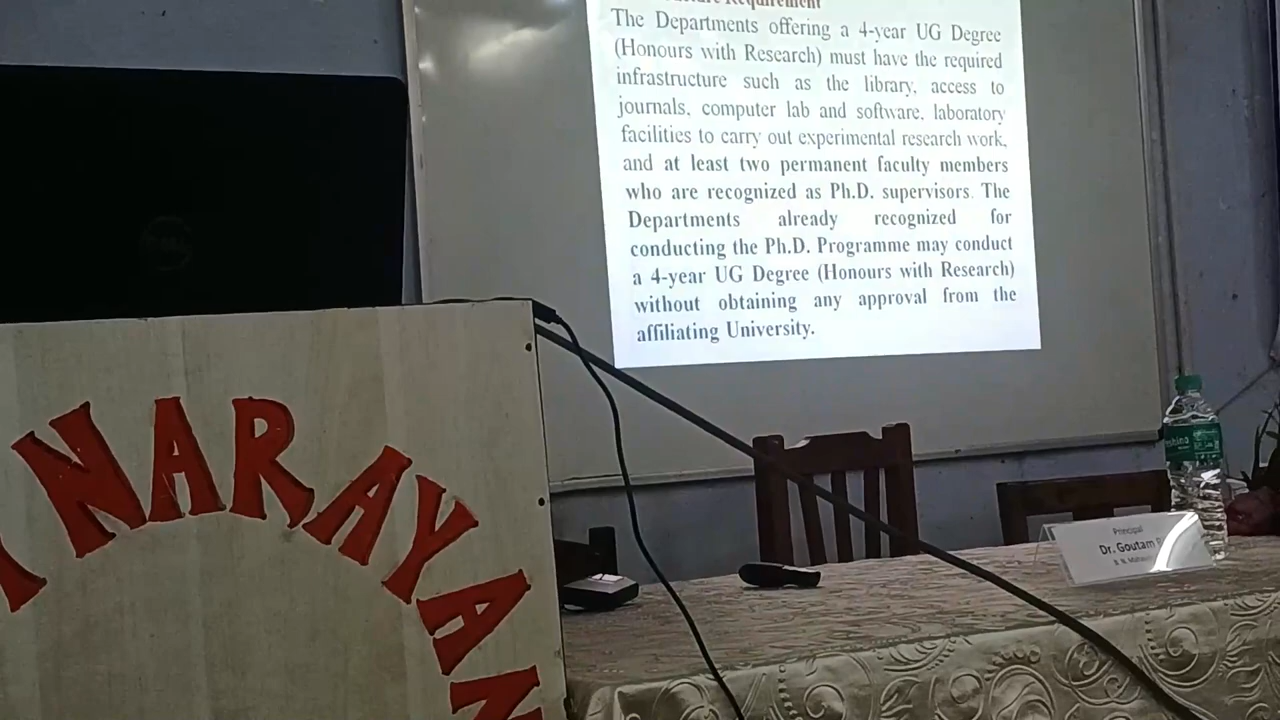 Requirement
The Departments offering a 4-year UG Degree
(Honours with Research) must have the required
infrastructure such as the library, access to
journals, computer lab and software, laboratory
facilities to carry out experimental research work,
and at least two permanent faculty members
who are recognized as Ph.D. supervisors. The
Departments already recognized for
conducting the Ph.D. Programme may conduct
a 4-year UG Degree (Honours with Research)
without obtaining any approval from the
affiliating University.
NARAYAN
Principal
Dr. Goutam